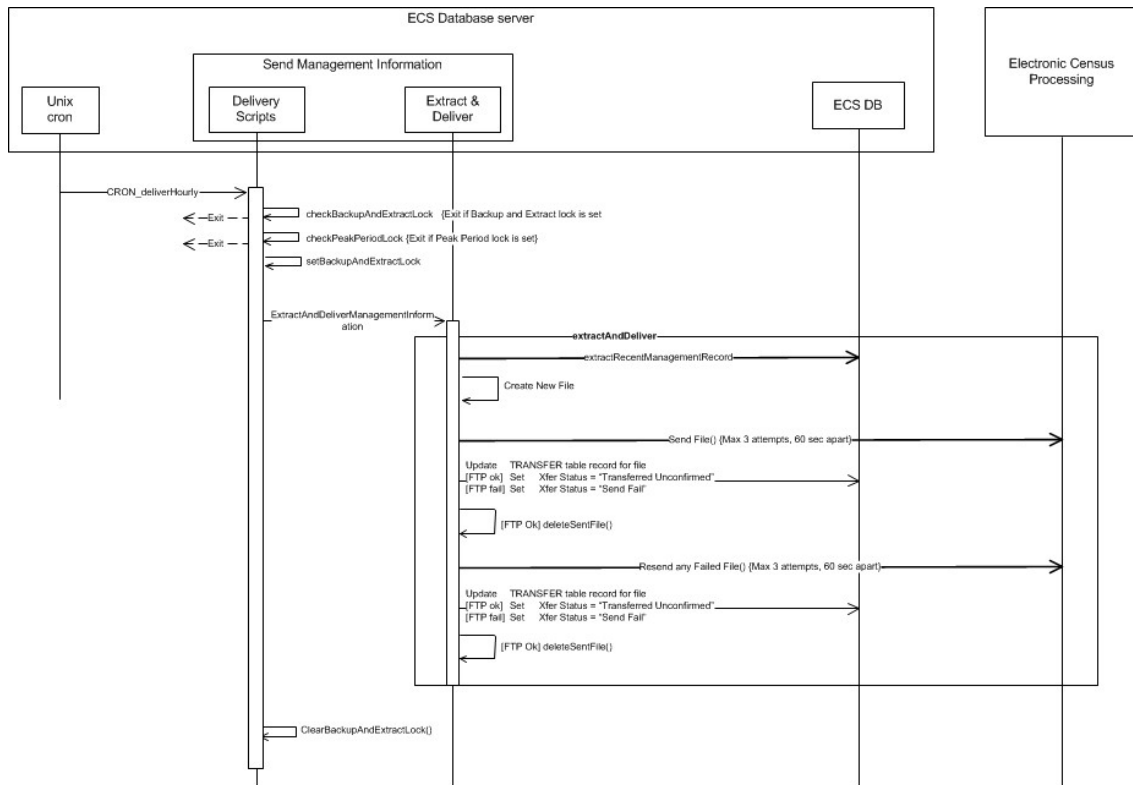 ECS Database server
Send Management Information
Electronic Census
Processing
Unix
cron
Delivery
Scripts
Extract &
Deliver
ECS DB
CRON_deliverHourly
Exit
checkBackupAndExtractLock {Exit if Backup and Extract lock is set
Exit
checkPeakPeriodLock {Exit if Peak Period lock is set}
setBackupAndExtractLock
ExtractAndDeliverManagementInform
ation
extractAndDeliver
extractRecentManagementRecord
Create New File
Send File() {Max 3 attempts, 60 sec apart}
Update TRANSFER table record for file
[FTP ok] Set Xfer Status = "Transferred Unconfirmed"
[FTP fail] Set Xfer Status = "Send Fail"
[FTP Ok] deleteSentFile()
Resend any Failed File() {Max 3 attempts, 60 sec apart}
Update TRANSFER table record for file
[FTP ok] Set Xfer Status = "Transferred Unconfirmed"
[FTP fail] Set Xfer Status = "Send Fail"
[FTP Ok] deleteSentFile()
ClearBackupAndExtractLock()